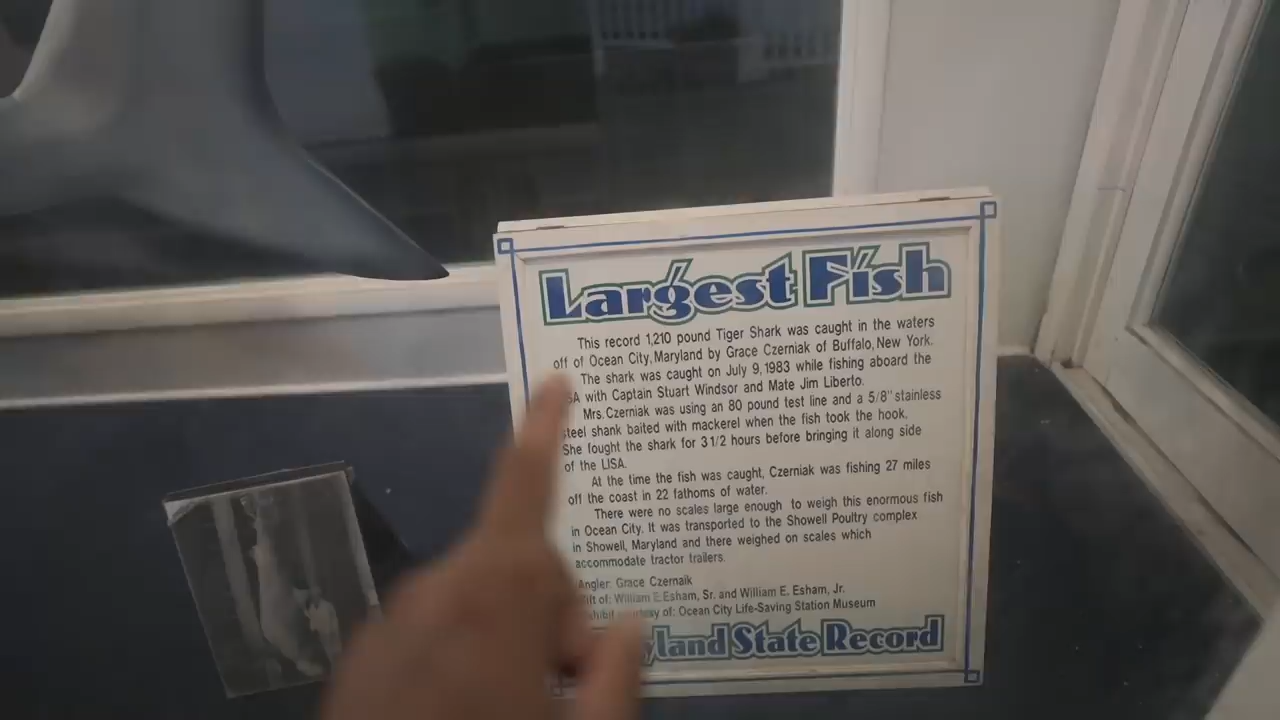 Largest Fish
This record 1,210 pound Tiger Shark was caught in the waters
off of Ocean City, Maryland by Grace Czerniak of Buffalo, New York.
The shark was caught on July 9, 1983 while fishing aboard the
SA with Captain Stuart Windsor and Mate Jim Liberto.
Mrs. Czerniak was using an 80 pound test line and a 5/8" stainless
steel shank baited with mackerel when the fish took the hook.
She fought the shark for 3 1/2 hours before bringing it along side
of the LISA.
At the time the fish was caught, Czerniak was fishing 27 miles
off the coast in 22 fathoms of water.
There were no scales large enough to weigh this enormous fish
in Ocean City. It was transported to the Showell Poultry complex
in Showell, Maryland and there weighed on scales which
accommodate tractor trailers.
Angler: Grace Czernaik
ift of: William E. Esham, Sr. and William E. Esham, Jr.
xhibit courtesy of: Ocean City Life-Saving Station Museum
yland State Record